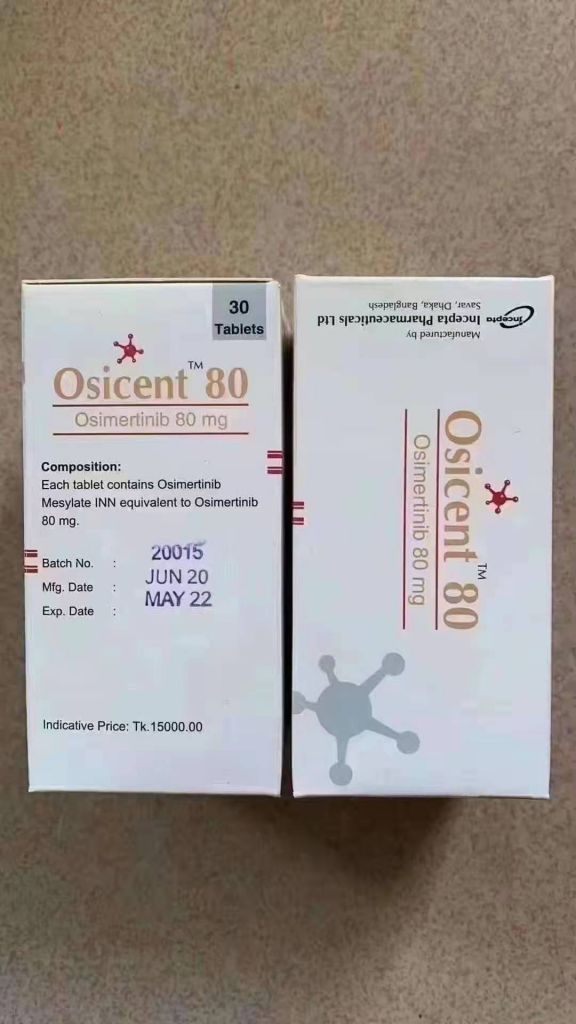 30
Tablets
Osicent™ 80
Osimertinib 80 mg
Composition:
Each tablet contains Osimertinib
Mesylate INN equivalent to Osimertinib
80 mg.
Batch No. : 20015
Mfg. Date : JUN 20
Exp. Date : MAY 22
Indicative Price: Tk.15000.00
Manufactured by
Incepta Pharmaceuticals Ltd
Savar, Dhaka, Bangladesh
Incepta
Osicent™ 80
Osimertinib 80 mg